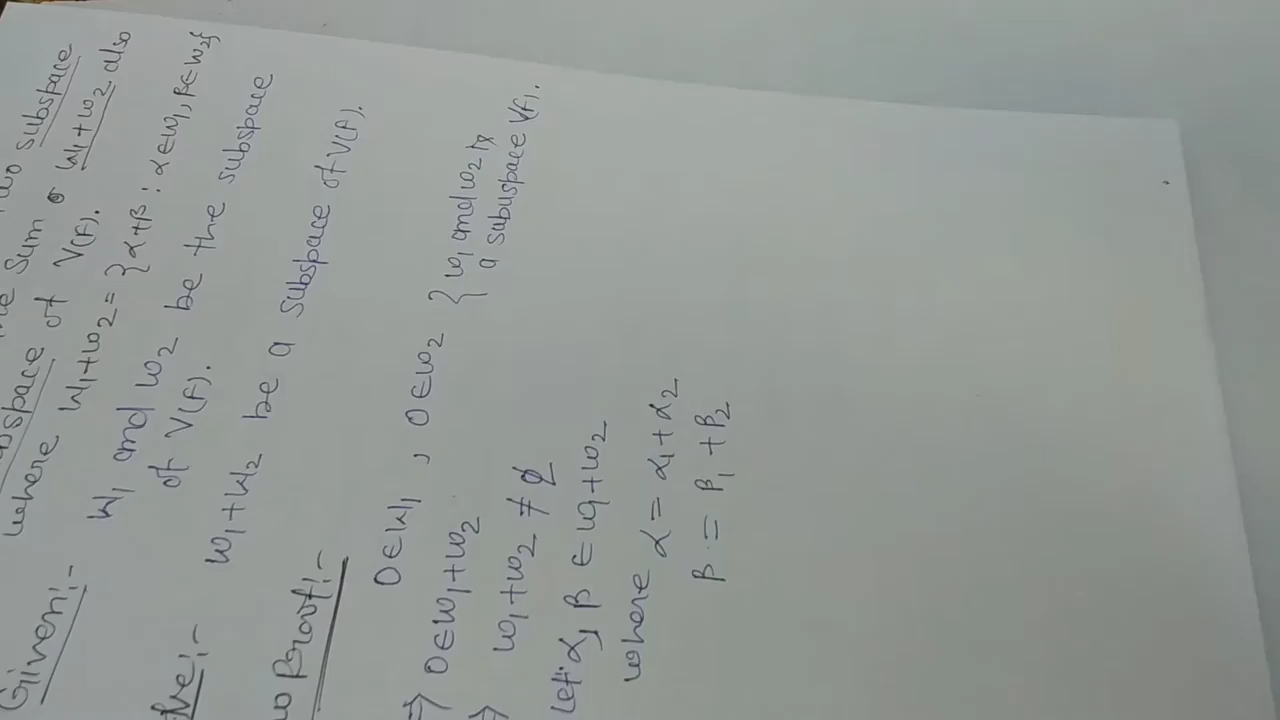 two subspace
the sum of W1+W2 also
subspace of V(F).
where W1+W2 = {α+β : α∈W1, β∈W2}
Given:-
W1 and W2 be the subspace
of V(F).
ve:-
W1+W2 be a subspace of V(F).
Proof:-
0∈W1 , 0∈W2 { W1 and W2 is
a subuspace V(F).
⇒ 0∈W1+W2
⇒ W1+W2 ≠ ϕ
Let α, β ∈ W1+W2
where α = α1+α2
β = β1+β2